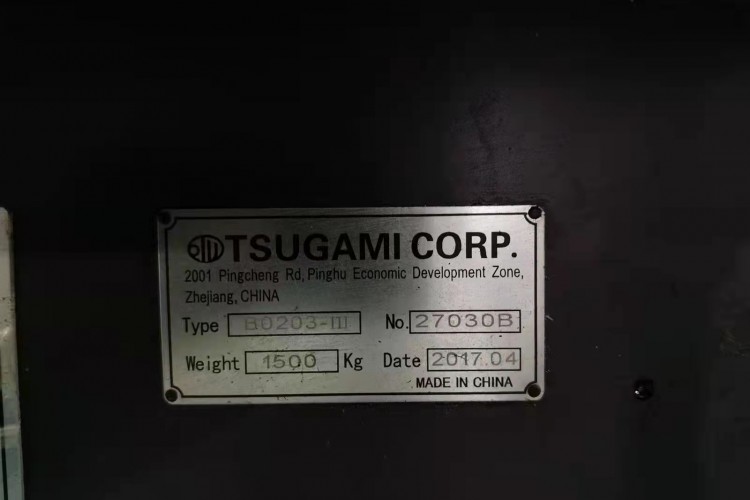 TSUGAMI CORP.
2001 Pingcheng Rd, Pinghu Economic Development Zone,
Zhejiang, CHINA
Type B0203-III No. 27030B
Weight 1500 Kg Date 2017.04
MADE IN CHINA